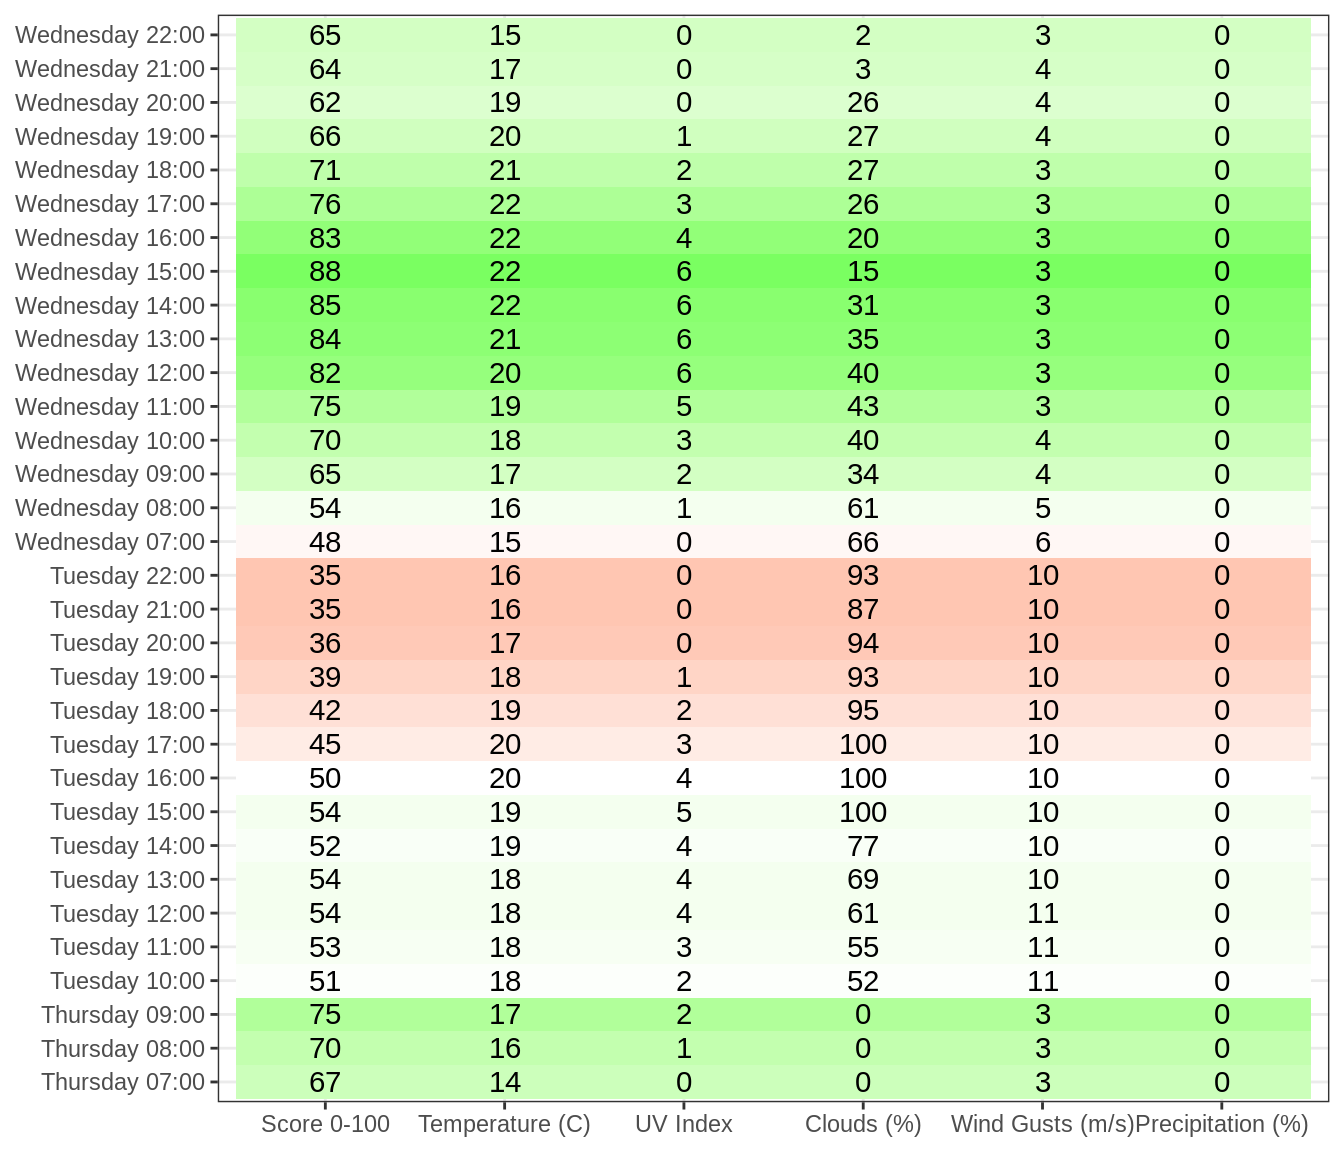 Wednesday 22:00 65 15 0 2 3 0
Wednesday 21:00 64 17 0 3 4 0
Wednesday 20:00 62 19 0 26 4 0
Wednesday 19:00 66 20 1 27 4 0
Wednesday 18:00 71 21 2 27 3 0
Wednesday 17:00 76 22 3 26 3 0
Wednesday 16:00 83 22 4 20 3 0
Wednesday 15:00 88 22 6 15 3 0
Wednesday 14:00 85 22 6 31 3 0
Wednesday 13:00 84 21 6 35 3 0
Wednesday 12:00 82 20 6 40 3 0
Wednesday 11:00 75 19 5 43 3 0
Wednesday 10:00 70 18 3 40 4 0
Wednesday 09:00 65 17 2 34 4 0
Wednesday 08:00 54 16 1 61 5 0
Wednesday 07:00 48 15 0 66 6 0
Tuesday 22:00 35 16 0 93 10 0
Tuesday 21:00 35 16 0 87 10 0
Tuesday 20:00 36 17 0 94 10 0
Tuesday 19:00 39 18 1 93 10 0
Tuesday 18:00 42 19 2 95 10 0
Tuesday 17:00 45 20 3 100 10 0
Tuesday 16:00 50 20 4 100 10 0
Tuesday 15:00 54 19 5 100 10 0
Tuesday 14:00 52 19 4 77 10 0
Tuesday 13:00 54 18 4 69 10 0
Tuesday 12:00 54 18 4 61 11 0
Tuesday 11:00 53 18 3 55 11 0
Tuesday 10:00 51 18 2 52 11 0
Thursday 09:00 75 17 2 0 3 0
Thursday 08:00 70 16 1 0 3 0
Thursday 07:00 67 14 0 0 3 0
Score 0-100 Temperature (C) UV Index Clouds (%) Wind Gusts (m/s) Precipitation (%)